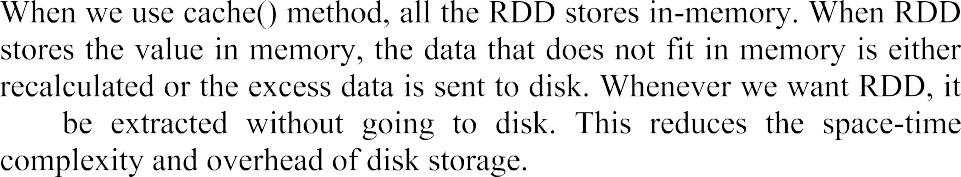 When we use cache() method, all the RDD stores in-memory. When RDD
stores the value in memory, the data that does not fit in memory is either
recalculated or the excess data is sent to disk. Whenever we want RDD, it
be extracted without going to disk. This reduces the space-time
complexity and overhead of disk storage.